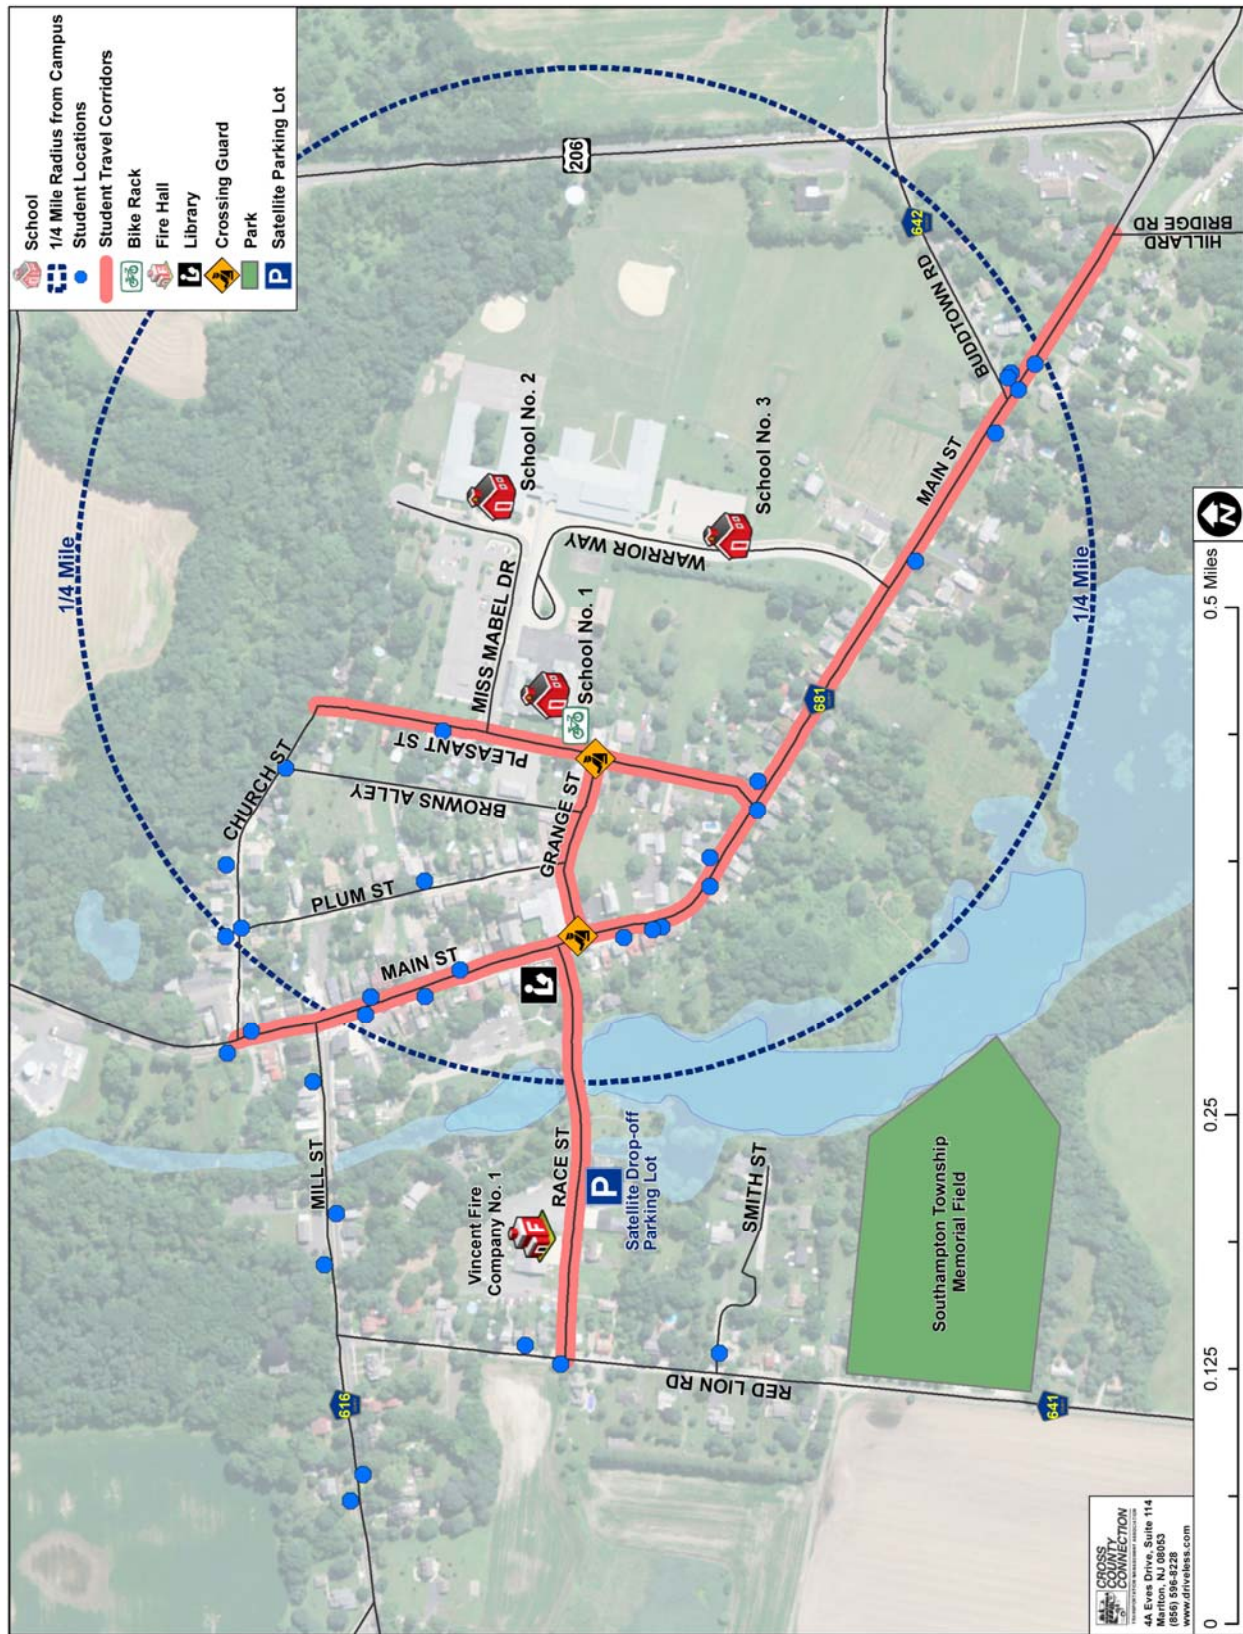 School
1/4 Mile Radius from Campus
Student Locations
Student Travel Corridors
Bike Rack
Fire Hall
Library
Crossing Guard
Park
P Satellite Parking Lot
1/4 Mile
206
School No. 2
School No. 3
School No. 1
MISS MABEL DR
WARRIOR WAY
642
BUDDTOWN RD
HILLARD
BRIDGE RD
CHURCH ST
PLEASANT ST
BROWNS ALLEY
GRANGE ST
PLUM ST
MAIN ST
MAIN ST
681
1/4 Mile
MILL ST
RACE ST
Vincent Fire
Company No. 1
F
P
Satellite Drop-off
Parking Lot
SMITH ST
Southampton Township
Memorial Field
616
RED LION RD
641
CROSS
COUNTY
CONNECTION
TRANSPORTATION MANAGEMENT ASSOCIATION
4A Eves Drive, Suite 114
Marlton, NJ 08053
(856) 596-8228
www.driveless.com
0
0.125
0.25
0.5 Miles
N